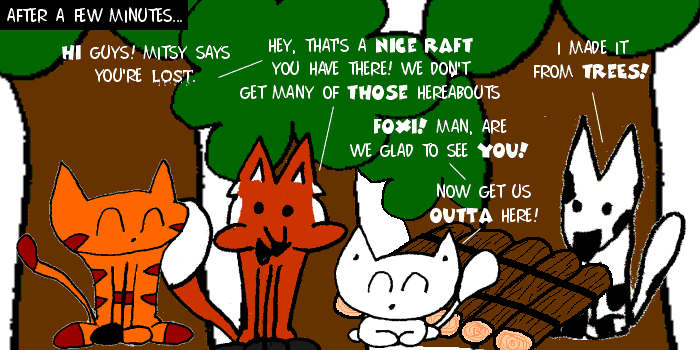 AFTER A FEW MINUTES...
HI GUYS! MITSY SAYS
YOU'RE LOST.
HEY, THAT'S A NICE RAFT
YOU HAVE THERE! WE DON'T
GET MANY OF THOSE HEREABOUTS
FOXI! MAN, ARE
WE GLAD TO SEE YOU!
NOW GET US
OUTTA HERE!
I MADE IT
FROM TREES!